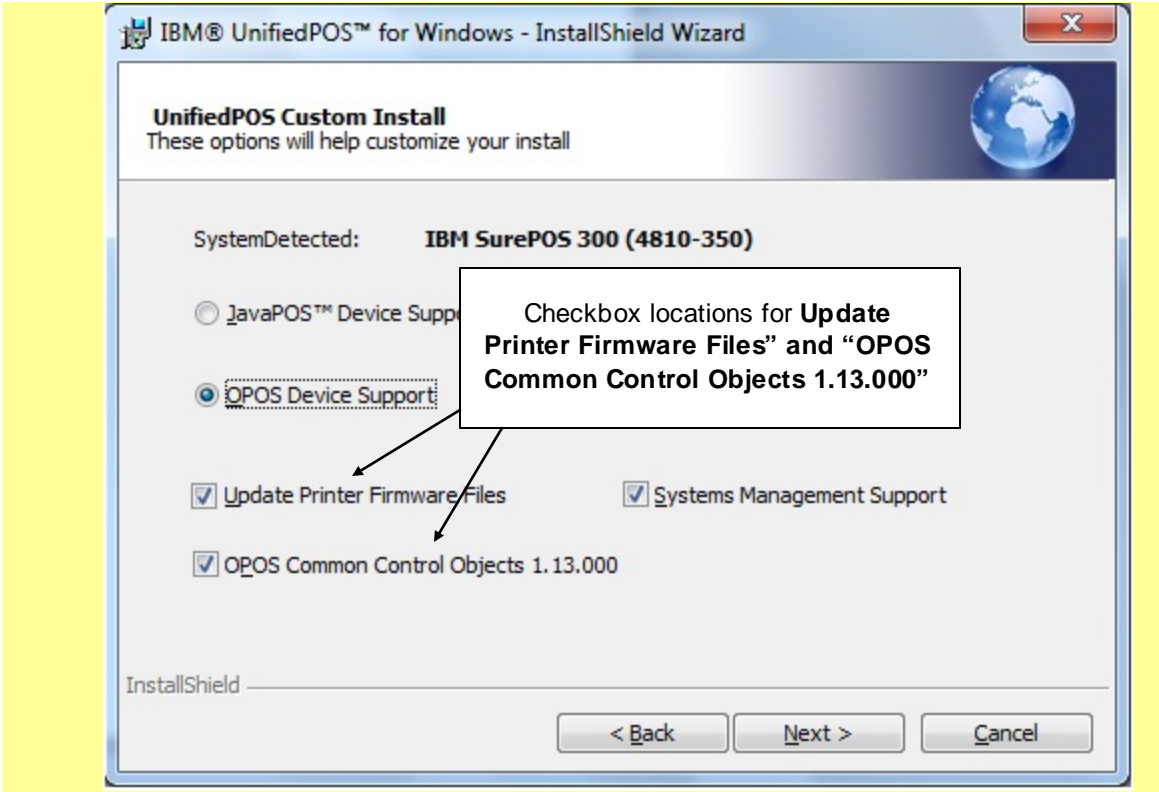 IBM® UnifiedPOS™ for Windows - InstallShield Wizard
UnifiedPOS Custom Install
These options will help customize your install
SystemDetected: IBM SurePOS 300 (4810-350)
JavaPOS™ Device
Checkbox locations for Update
Printer Firmware Files” and “OPOS
Common Control Objects 1.13.000”
OPOS Device Support
Update Printer Firmware Files
Systems Management Support
OPOS Common Control Objects 1.13.000
InstallShield
< Back
Next >
Cancel